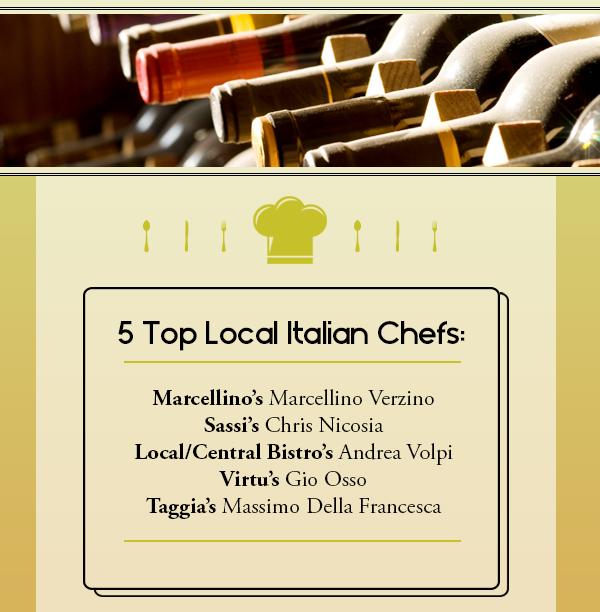 5 Top Local Italian Chefs:
Marcellino's Marcellino Verzino
Sassi's Chris Nicosia
Local/Central Bistro's Andrea Volpi
Virtu's Gio Osso
Taggia's Massimo Della Francesca